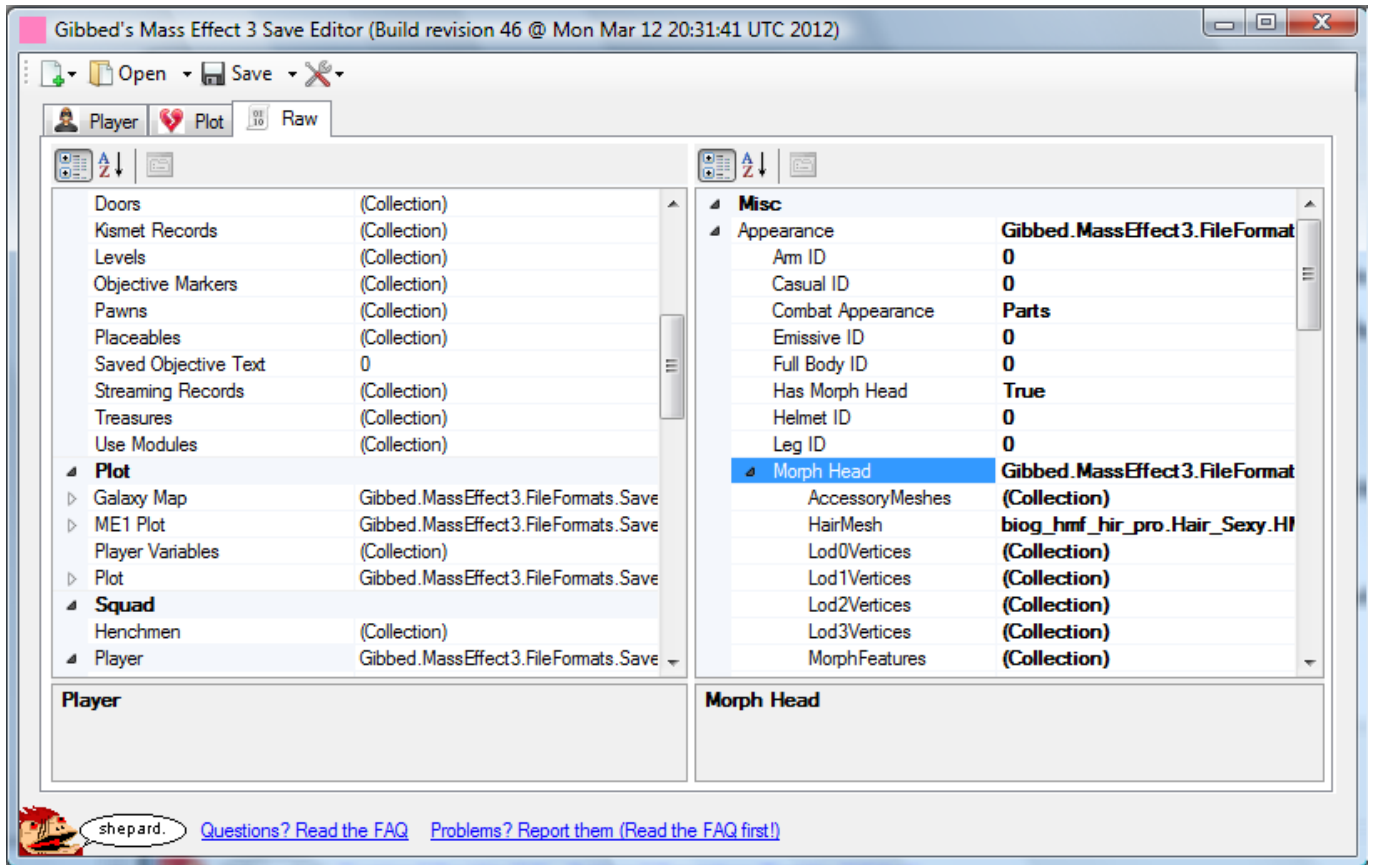 Gibbed's Mass Effect 3 Save Editor (Build revision 46 @ Mon Mar 12 20:31:41 UTC 2012)
Open Save
Player Plot Raw
Doors (Collection)
Kismet Records (Collection)
Levels (Collection)
Objective Markers (Collection)
Pawns (Collection)
Placeables (Collection)
Saved Objective Text 0
Streaming Records (Collection)
Treasures (Collection)
Use Modules (Collection)
Plot
Galaxy Map Gibbed.MassEffect3.FileFormats.Save
ME1 Plot Gibbed.MassEffect3.FileFormats.Save
Player Variables (Collection)
Plot Gibbed.MassEffect3.FileFormats.Save
Squad
Henchmen (Collection)
Player Gibbed.MassEffect3.FileFormats.Save
Player
Misc
Appearance Gibbed.MassEffect3.FileFormat
Arm ID 0
Casual ID 0
Combat Appearance Parts
Emissive ID 0
Full Body ID 0
Has Morph Head True
Helmet ID 0
Leg ID 0
Morph Head Gibbed.MassEffect3.FileFormat
AccessoryMeshes (Collection)
HairMesh biog_hmf_hir_pro.Hair_Sexy.HM
Lod0Vertices (Collection)
Lod1Vertices (Collection)
Lod2Vertices (Collection)
Lod3Vertices (Collection)
MorphFeatures (Collection)
Morph Head
shepard. Questions? Read the FAQ Problems? Report them (Read the FAQ first!)